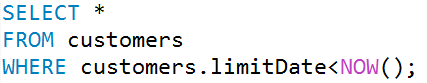 SELECT *
FROM customers
WHERE customers.limitDate<NOW();